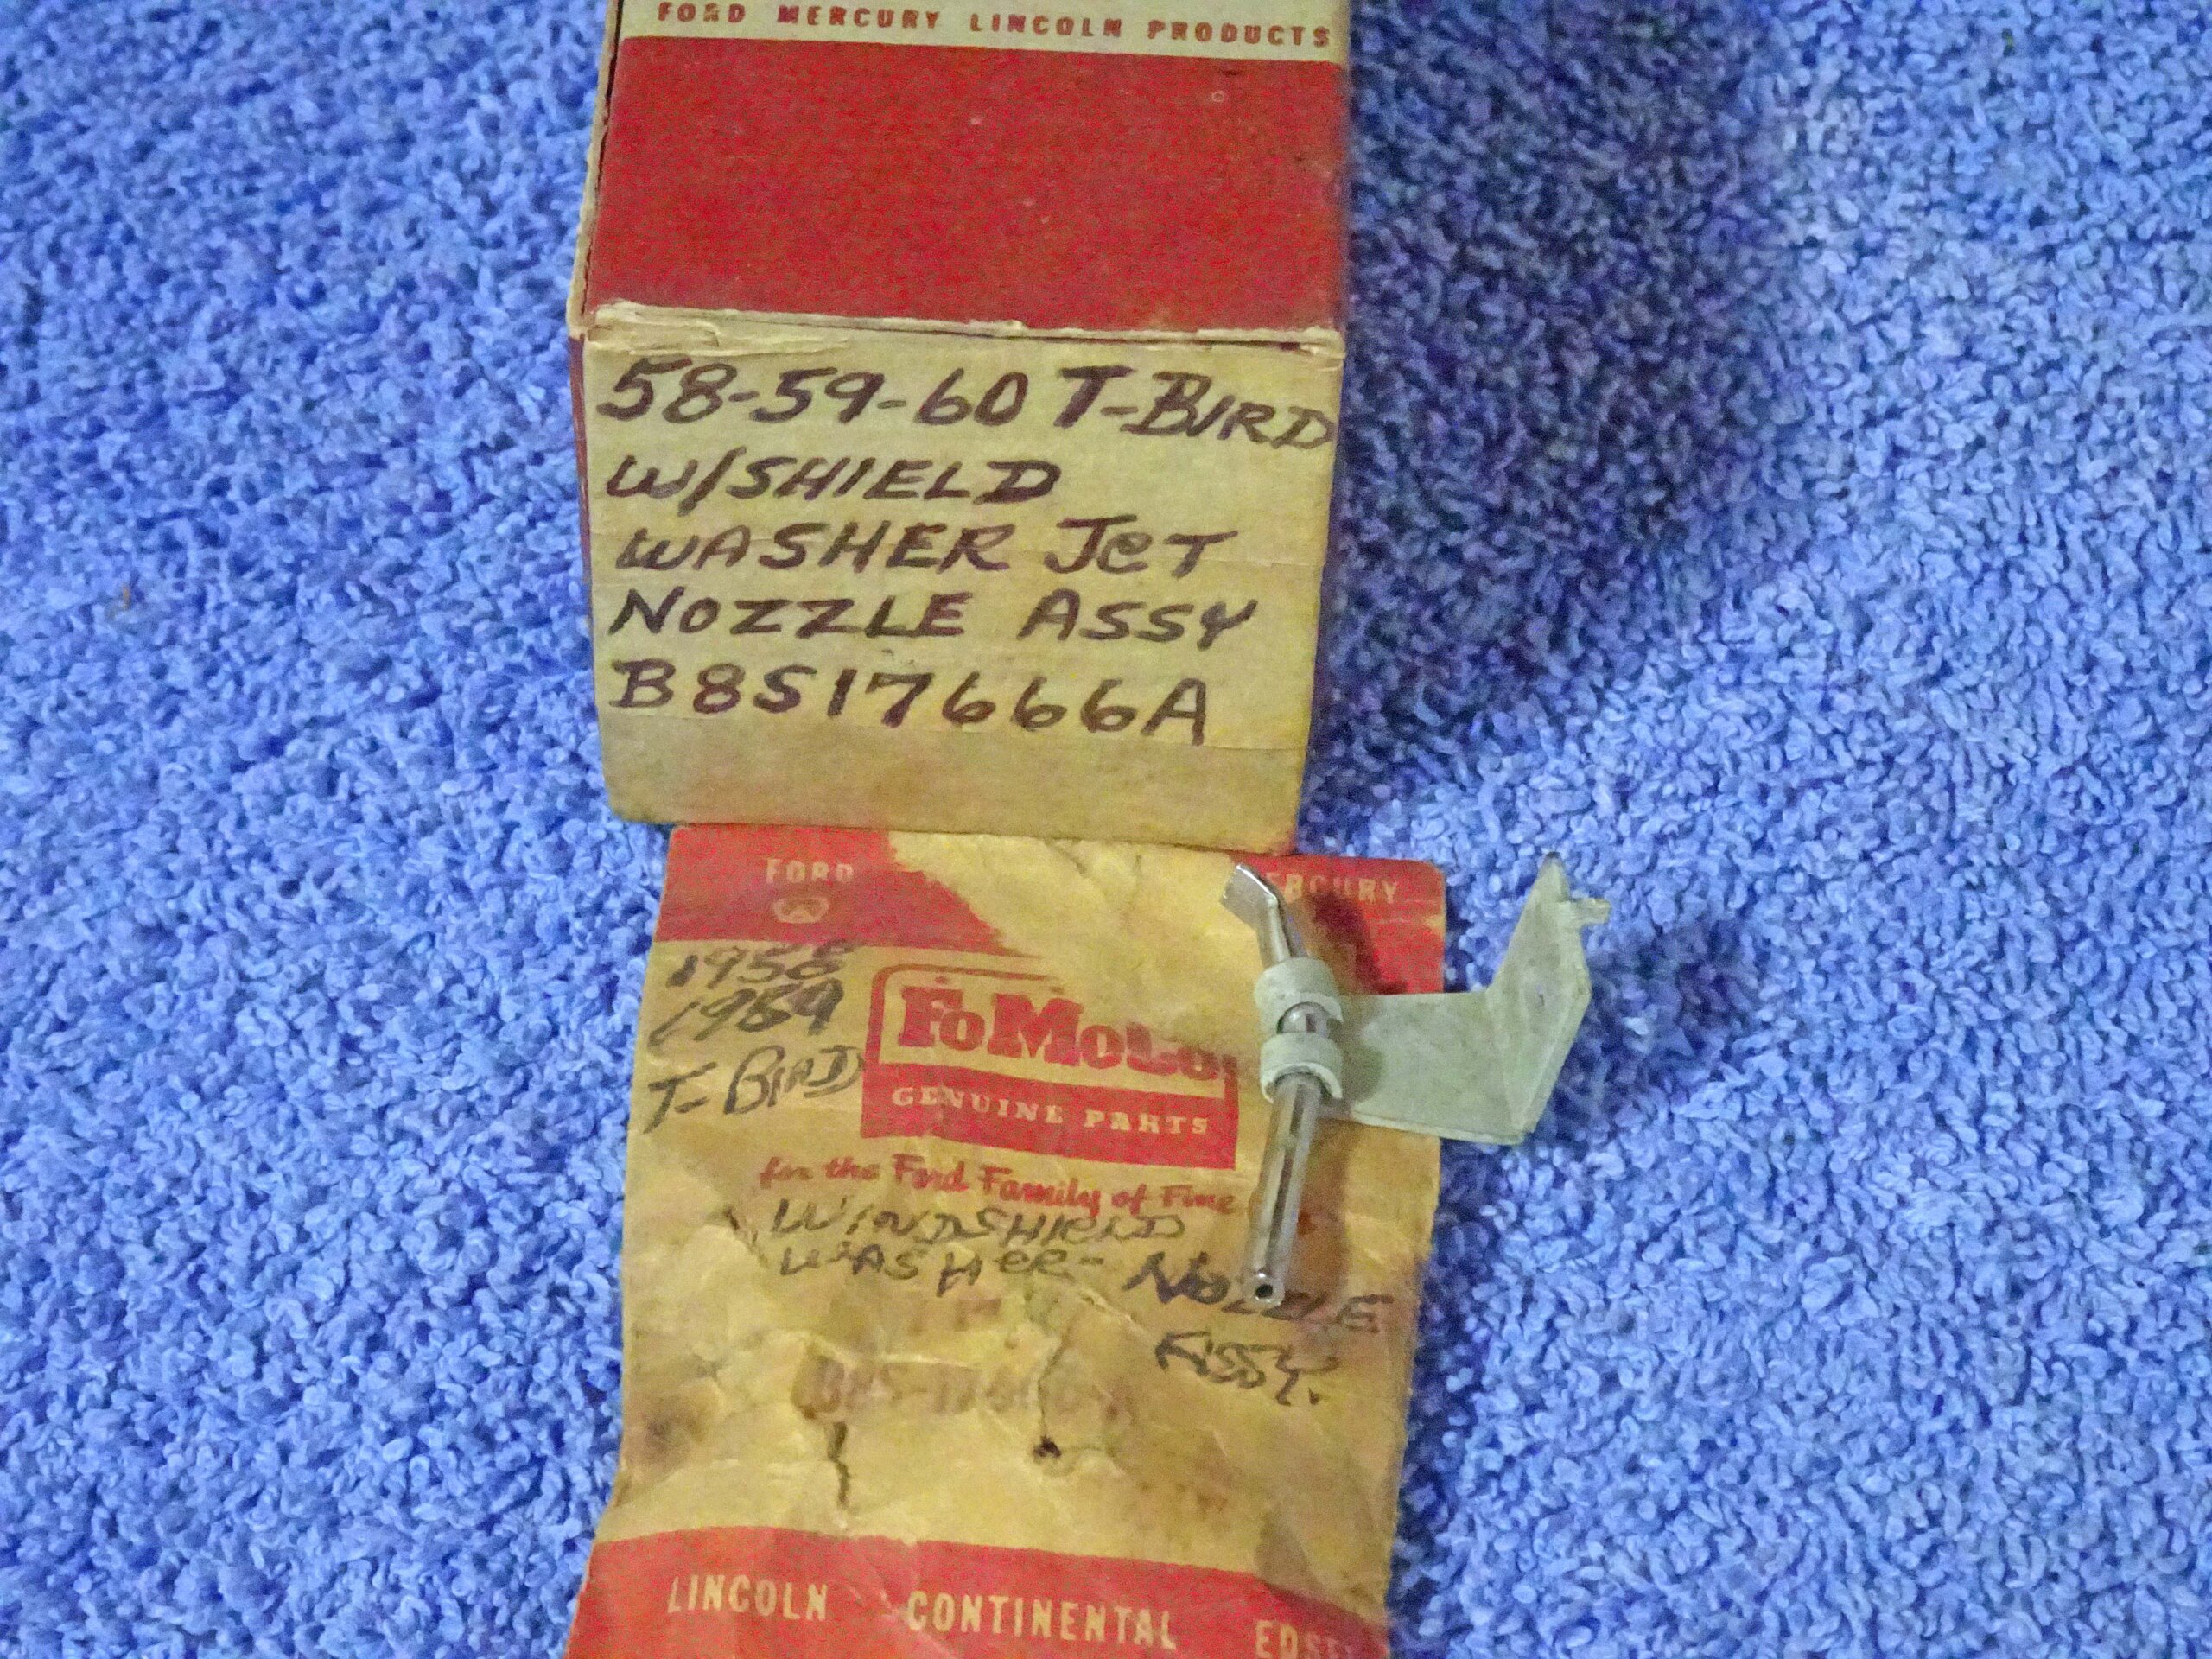 FORD MERCURY LINCOLN PRODUCTS
58-59-60 T-BIRD
W/SHIELD
WASHER JeT
NOZZLE ASSY
B8S17666A
FORD
1958
1959
T-BIRD
FoMoCo
GENUINE PARTS
for the Ford Family of Fine
WINDSHIELD
WASHeR- NOZZLE
ASSY.
LINCOLN CONTINENTAL